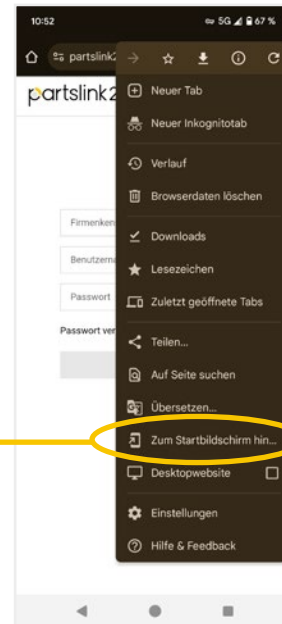 10:52 5G 67 %
partslink2
Neuer Tab
partslink2
Neuer Inkognitotab
Verlauf
Browserdaten löschen
Downloads
Firmenken
Lesezeichen
Benutzerna
Zuletzt geöffnete Tabs
Passwort
Passwort ver
Teilen...
Auf Seite suchen
Übersetzen...
Zum Startbildschirm hin...
Desktopwebsite
Einstellungen
Hilfe & Feedback